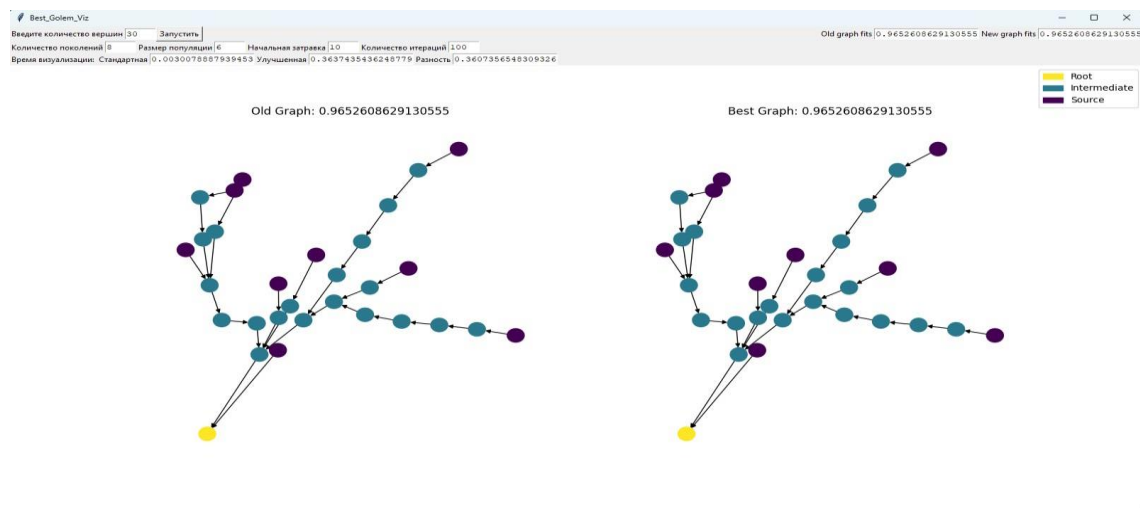 Best_Golem_Viz
Введите количество вершин 30 Запустить Old graph fits 0.9652608629130555 New graph fits 0.9652608629130555
Количество поколений 8 Размер популяции 6 Начальная затравка 10 Количество итераций 100
Время визуализации: Стандартная 0.0030078887939453 Улучшенная 0.36374354362487​79 Разность 0.3607356548309326
Root
Intermediate
Source
Old Graph: 0.9652608629130555 Best Graph: 0.9652608629130555